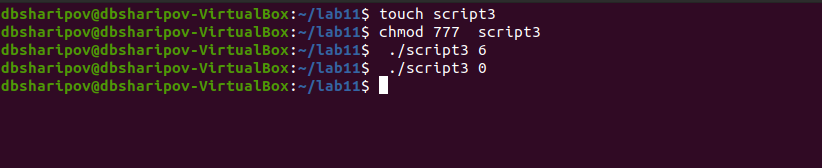 dbsharipov@dbsharipov-VirtualBox:~/lab11$ touch script3
dbsharipov@dbsharipov-VirtualBox:~/lab11$ chmod 777  script3
dbsharipov@dbsharipov-VirtualBox:~/lab11$  ./script3 6
dbsharipov@dbsharipov-VirtualBox:~/lab11$  ./script3 0
dbsharipov@dbsharipov-VirtualBox:~/lab11$